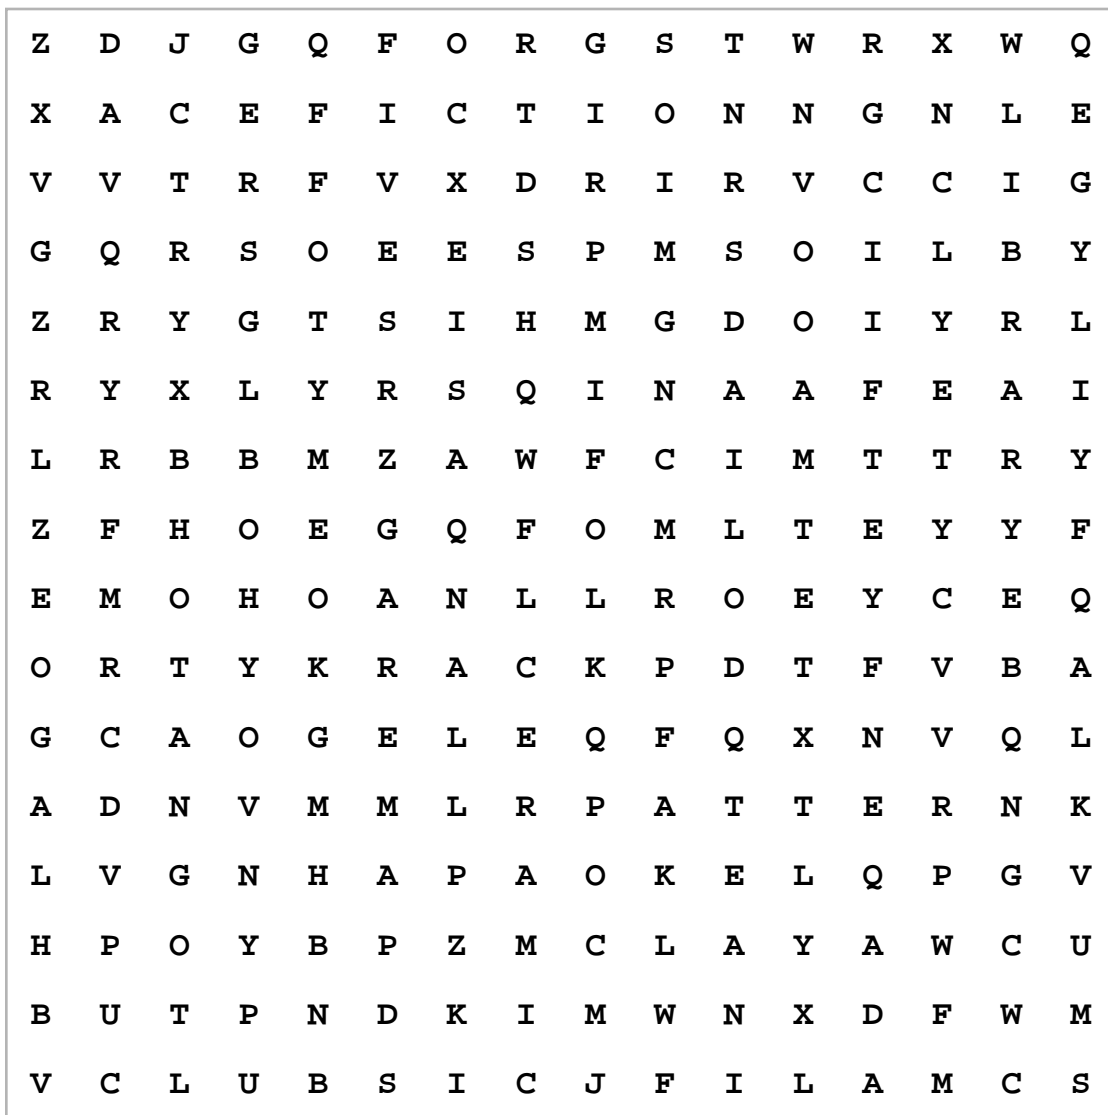 Z D J G Q F O R G S T W R X W Q
X A C E F I C T I O N N G N L E
V V T R F V X D R I R V C C I G
G Q R S O E E S P M S O I L B Y
Z R Y G T S I H M G D O I Y R L
R Y X L Y R S Q I N A A F E A I
L R B B M Z A W F C I M T T R Y
Z F H O E G Q F O M L T E Y Y F
E M O H O A N L L R O E Y C E Q
O R T Y K R A C K P D T F V B A
G C A O G E L E Q F Q X N V Q L
A D N V M M L R P A T T E R N K
L V G N H A P A O K E L Q P G V
H P O Y B P Z M C L A Y A W C U
B U T P N D K I M W N X D F W M
V C L U B S I C J F I L A M C S